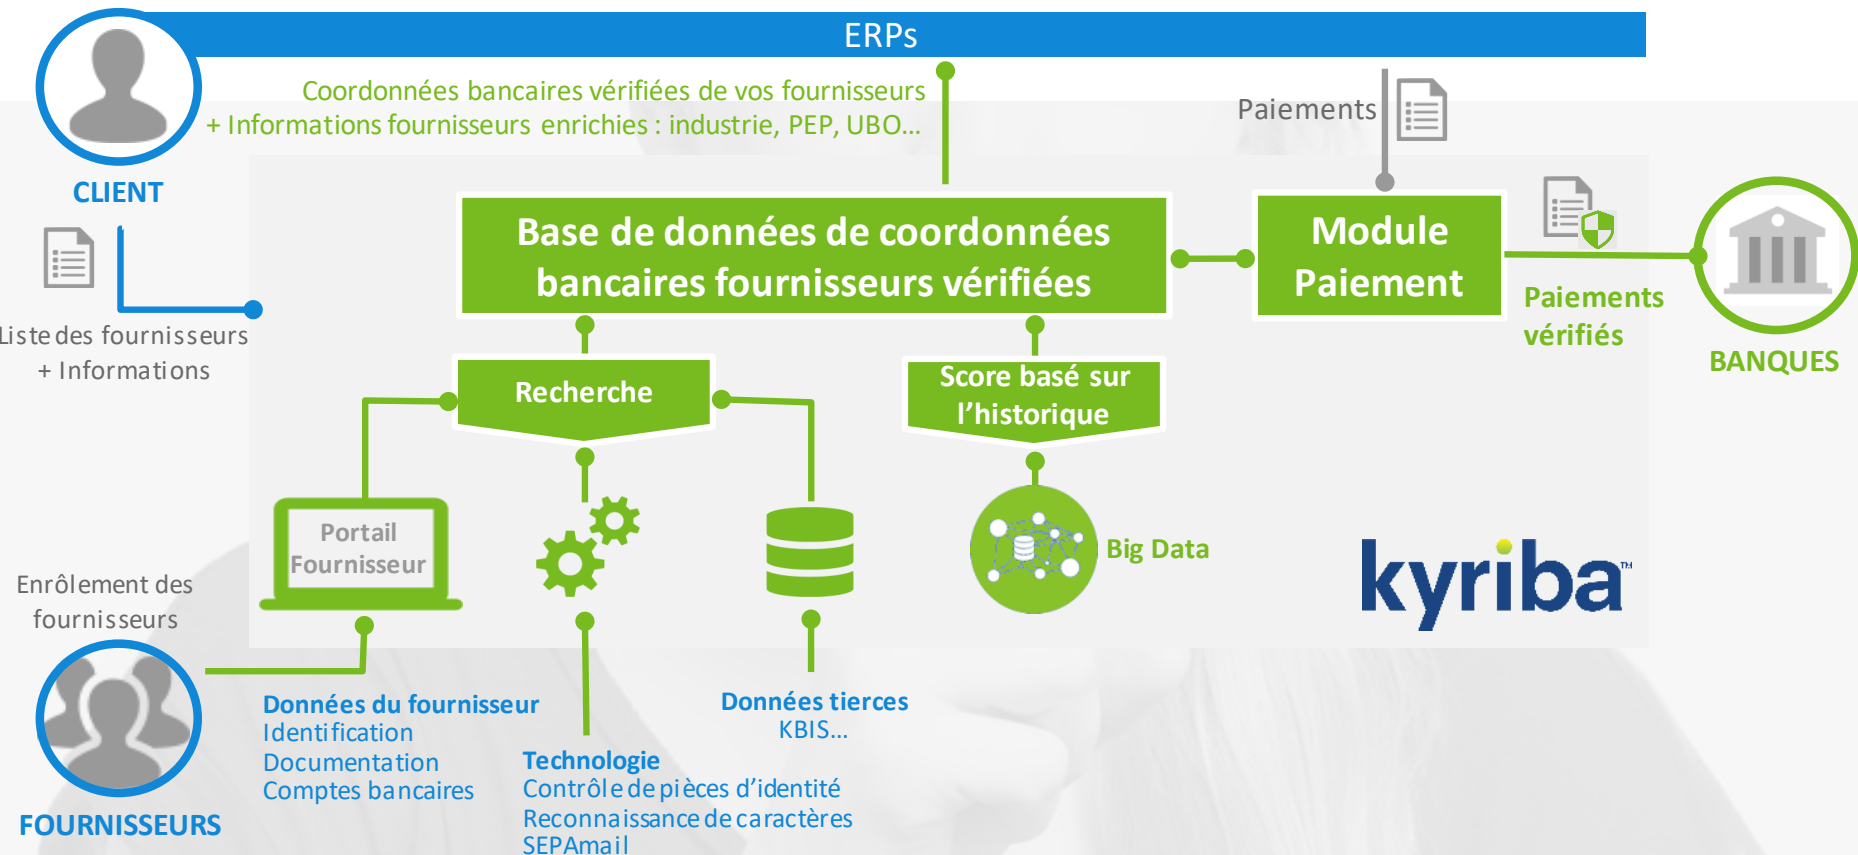 ERPs
Coordonnées bancaires vérifiées de vos fournisseurs
+ Informations fournisseurs enrichies : industrie, PEP, UBO...
Paiements
CLIENT
Liste des fournisseurs
+ Informations
Base de données de coordonnées
bancaires fournisseurs vérifiées
Module
Paiement
Paiements
vérifiés
BANQUES
Recherche
Score basé sur
l'historique
Portail
Fournisseur
Big Data
kyriba™
Enrôlement des
fournisseurs
FOURNISSEURS
Données du fournisseur
Identification
Documentation
Comptes bancaires
Technologie
Contrôle de pièces d'identité
Reconnaissance de caractères
SEPAmail
Données tierces
KBIS...